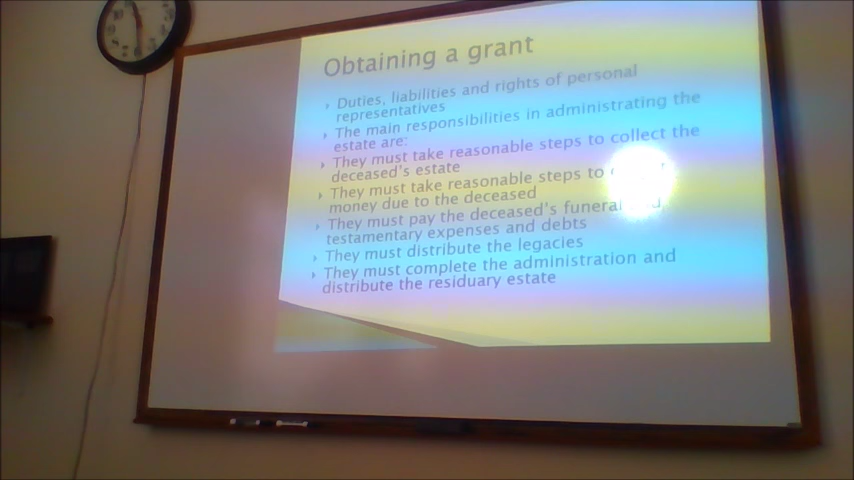 Obtaining a grant
Duties, liabilities and rights of personal
representatives
The main responsibilities in administrating the
estate are:
They must take reasonable steps to collect the
deceased's estate
They must take reasonable steps to
money due to the deceased
They must pay the deceased's funeral
testamentary expenses and debts
They must distribute the legacies
They must complete the administration and
distribute the residuary estate